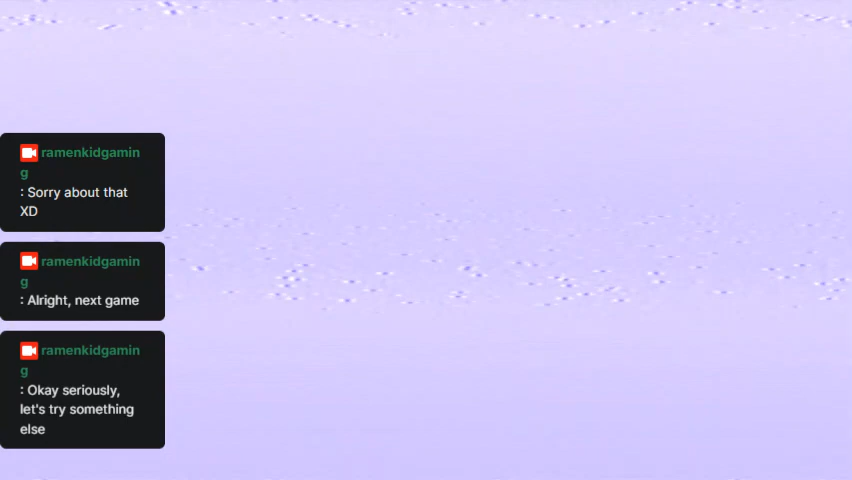 ramenkidgamin
g
: Sorry about that
XD
ramenkidgamin
g
: Alright, next game
ramenkidgamin
g
: Okay seriously,
let's try something
else